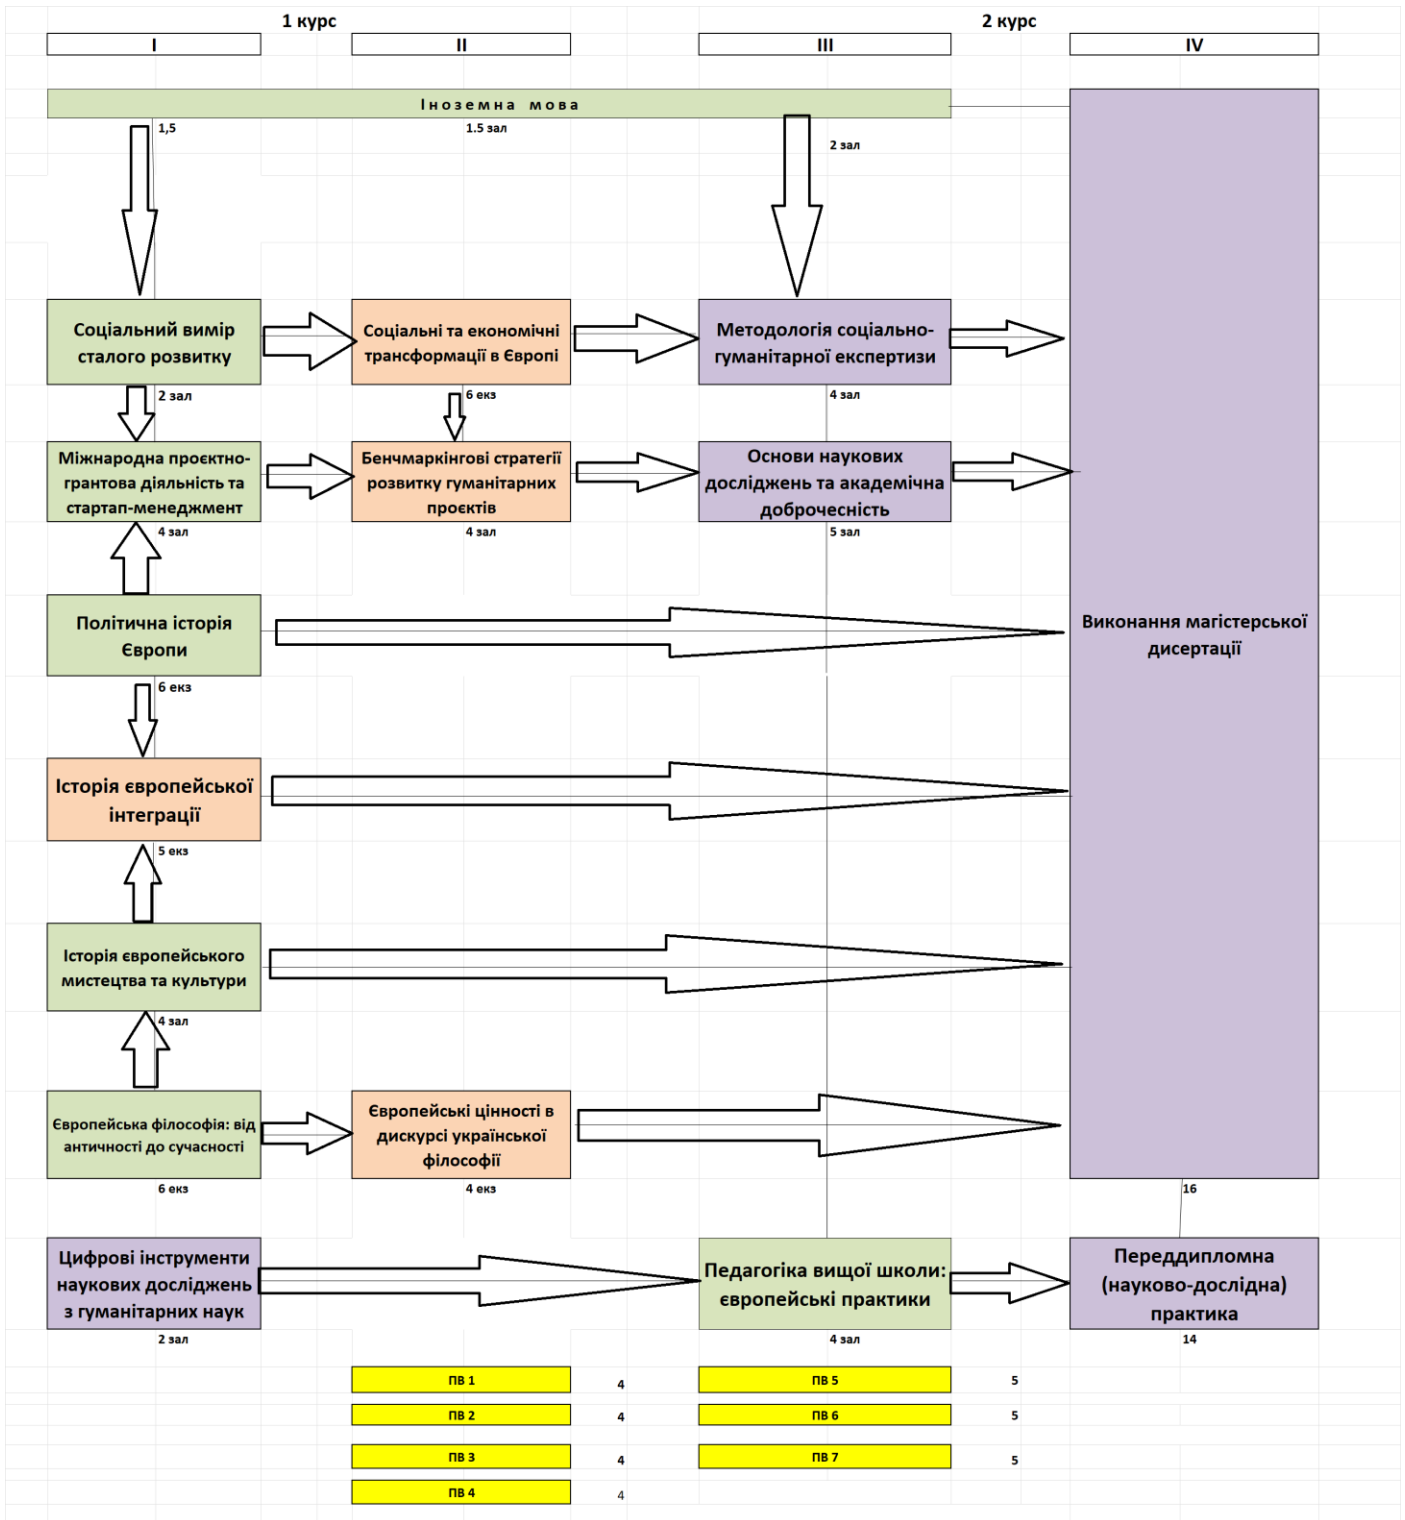 1 курс
2 курс
I
II
III
IV
Іноземна мова
1,5
1.5 зал
2 зал
Соціальний вимір
сталого розвитку
2 зал
Соціальні та економічні
трансформації в Європі
6 екз
Методологія соціально-
гуманітарної експертизи
4 зал
Міжнародна проєктно-
грантова діяльність та
стартап-менеджмент
4 зал
Бенчмаркінгові стратегії
розвитку гуманітарних
проєктів
4 зал
Основи наукових
досліджень та академічна
доброчесність
5 зал
Політична історія
Європи
6 екз
Виконання магістерської
дисертації
16
Історія європейської
інтеграції
5 екз
Історія європейського
мистецтва та культури
4 зал
Європейська філософія: від
античності до сучасності
6 екз
Європейські цінності в
дискурсі української
філософії
4 екз
Цифрові інструменти
наукових досліджень
з гуманітарних наук
2 зал
Педагогіка вищої школи:
європейські практики
4 зал
Переддипломна
(науково-дослідна)
практика
14
ПВ 1
4
ПВ 5
5
ПВ 2
4
ПВ 6
5
ПВ 3
4
ПВ 7
5
ПВ 4
4